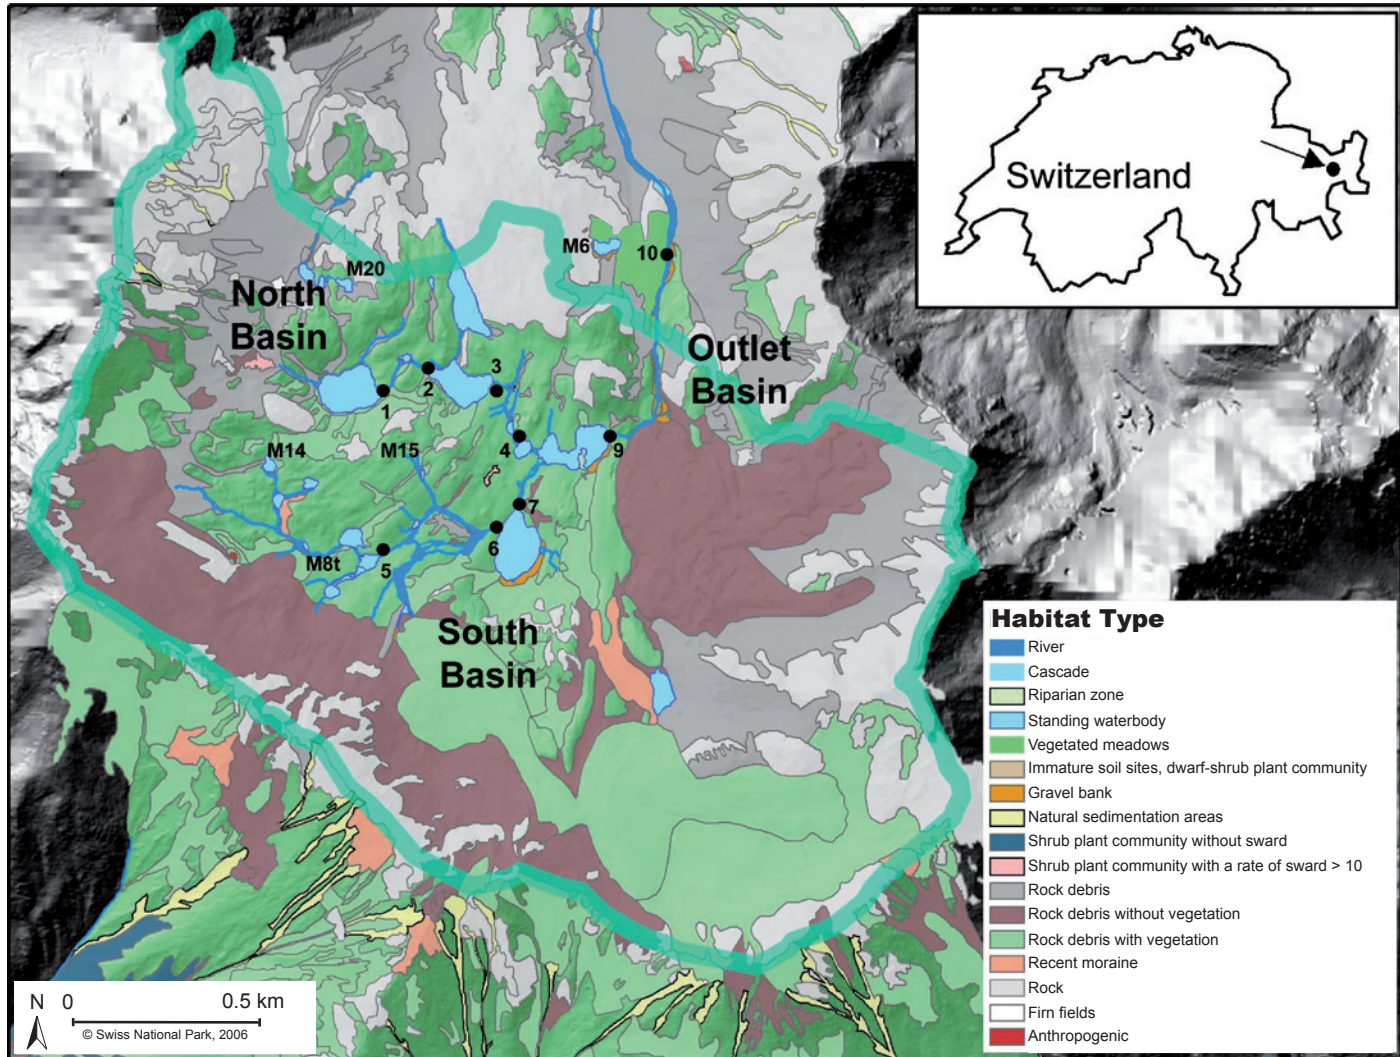 Switzerland
M6
10
M20
North
Basin
Outlet
Basin
2
3
1
M14
M15
4
9
7
6
M8t
5
South
Basin
Habitat Type
River
Cascade
Riparian zone
Standing waterbody
Vegetated meadows
Immature soil sites, dwarf-shrub plant community
Gravel bank
Natural sedimentation areas
Shrub plant community without sward
Shrub plant community with a rate of sward > 10
Rock debris
Rock debris without vegetation
Rock debris with vegetation
Recent moraine
Rock
Firn fields
Anthropogenic
N 0 0.5 km
© Swiss National Park, 2006